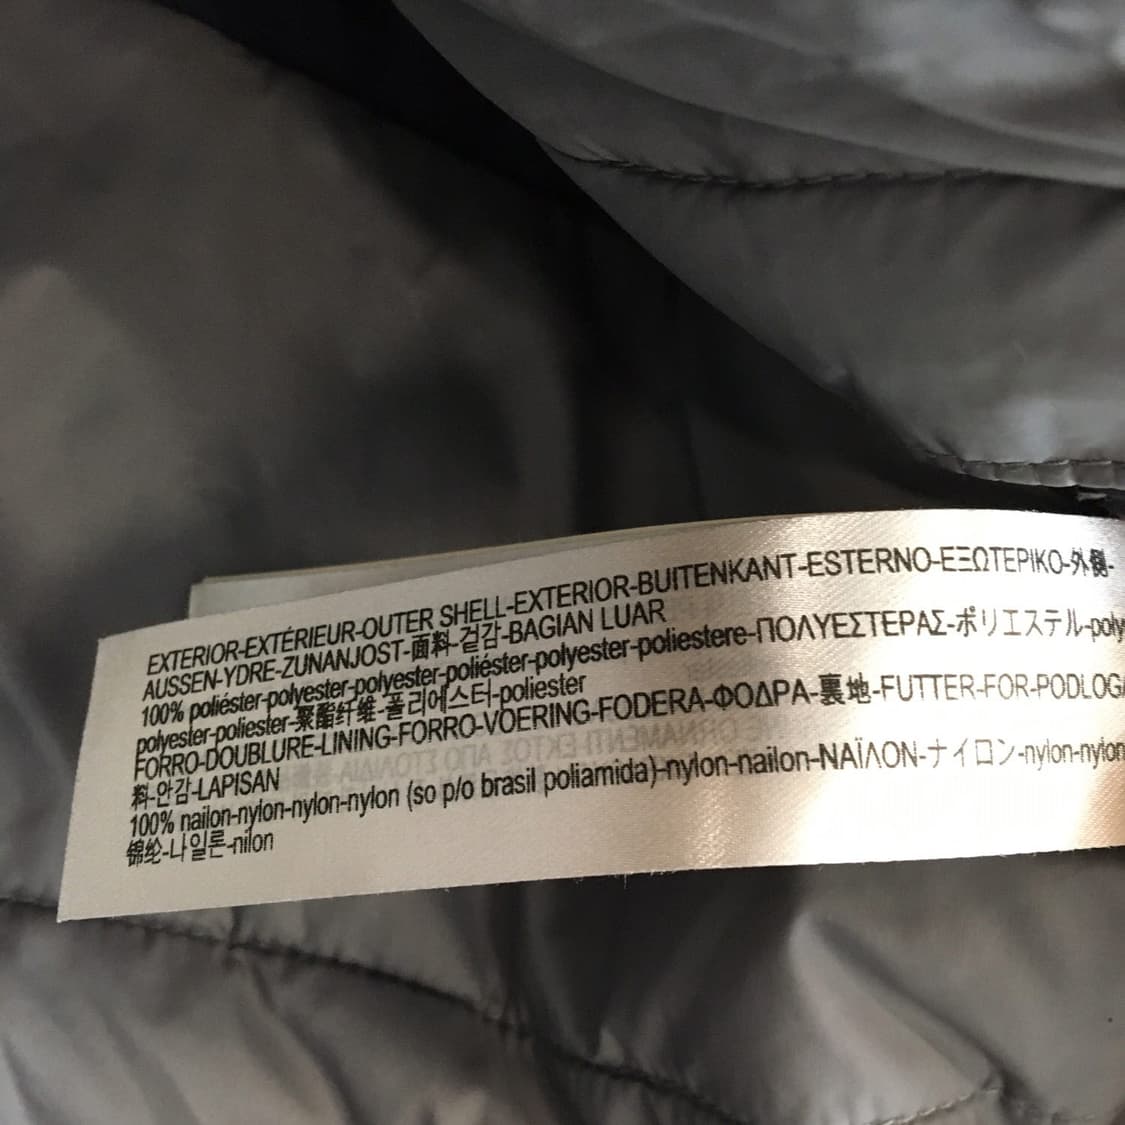 EXTERIOR-EXTÉRIEUR-OUTER SHELL-EXTERIOR-BUITENKANT-ESTERNO-ΕΞΩΤΕΡΙΚΟ-外側-
AUSSEN-YDRE-ZUNANJOST-面料-겉감-BAGIAN LUAR
100% poliéster-polyester-polyester-poliéster-polyester-poliestere-ΠΟΛΥΕΣΤΕΡΑΣ-ポリエステル-poly
polyester-poliester-聚酯纤维-폴리에스터-poliester
FORRO-DOUBLURE-LINING-FORRO-VOERING-FODERA-ΦΟΔΡΑ-裏地-FUTTER-FOR-PODLOGA
料-안감-LAPISAN
100% nailon-nylon-nylon-nylon (so p/o brasil poliamida)-nylon-nailon-ΝΑΪΛΟΝ-ナイロン-nylon-nylon
锦纶-나일론-nilon